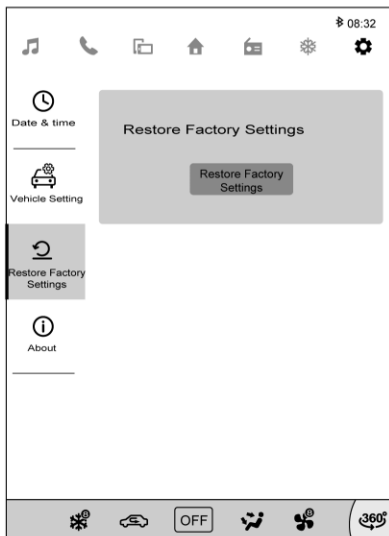 08:32
Date & time
Restore Factory Settings
Restore Factory
Settings
Vehicle Setting
Restore Factory
Settings
About
OFF
360°